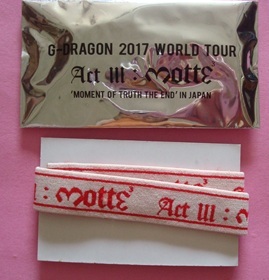 G-DRAGON 2017 WORLD TOUR
Act III : MOTTE
'MOMENT OF TRUTH THE END' IN JAPAN
: MOTTE Act III :